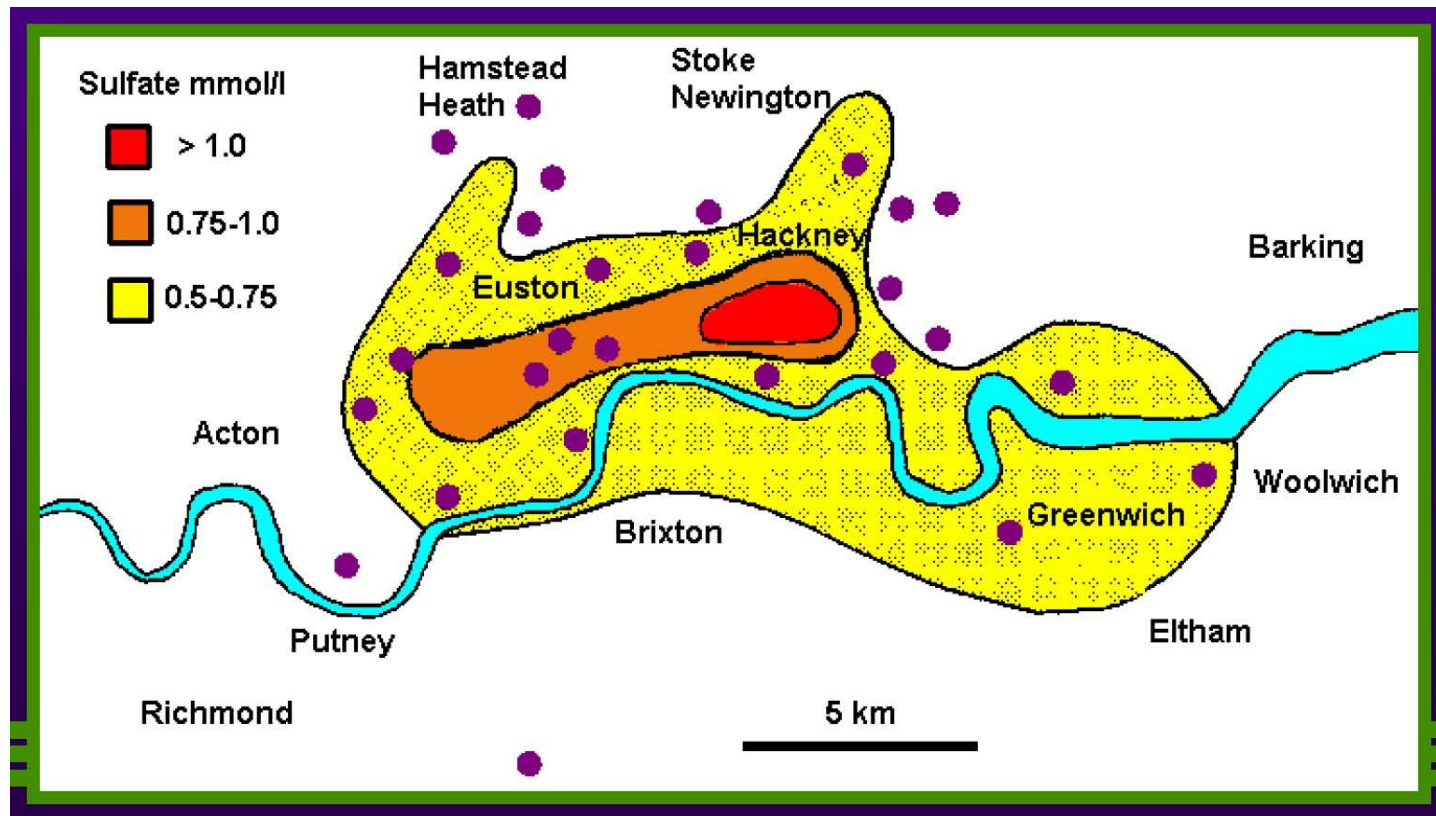 Sulfate mmol/l
> 1.0
0.75-1.0
0.5-0.75
Hamstead
Heath
Stoke
Newington
Hackney
Euston
Barking
Acton
Woolwich
Greenwich
Brixton
Putney
Eltham
Richmond
5 km